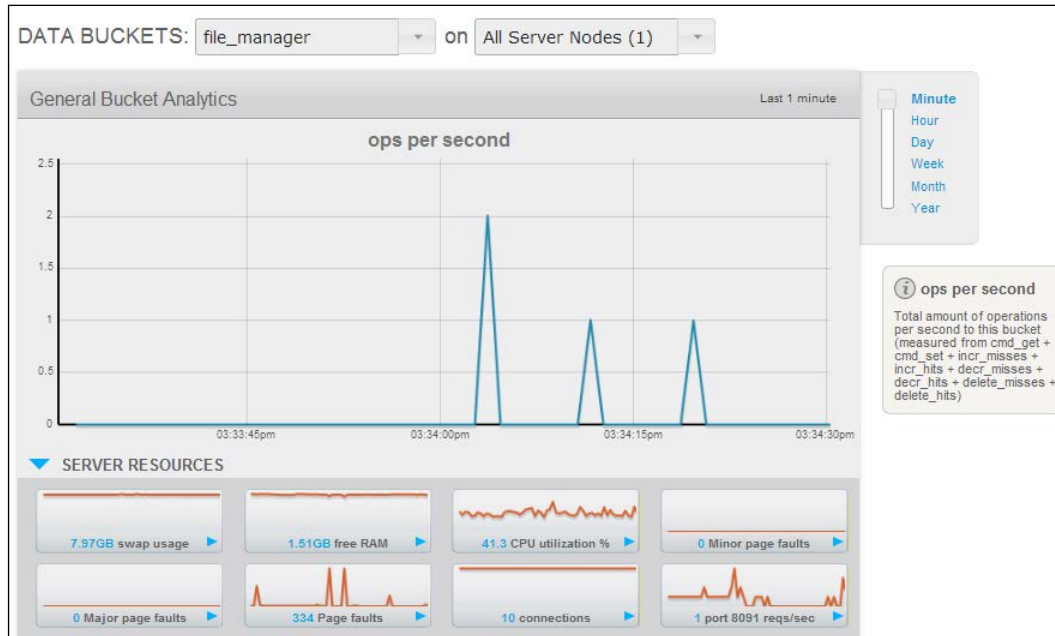 DATA BUCKETS: file_manager on All Server Nodes (1)
General Bucket Analytics Last 1 minute
ops per second
2.5
2
1.5
1
0.5
0
03:33:45pm 03:34:00pm 03:34:15pm 03:34:30pm
Minute
Hour
Day
Week
Month
Year
i ops per second
Total amount of operations
per second to this bucket
(measured from cmd_get +
cmd_set + incr_misses +
incr_hits + decr_misses +
decr_hits + delete_misses +
delete_hits)
SERVER RESOURCES
7.97GB swap usage 1.51GB free RAM 41.3 CPU utilization % 0 Minor page faults
0 Major page faults 334 Page faults 10 connections 1 port 8091 reqs/sec